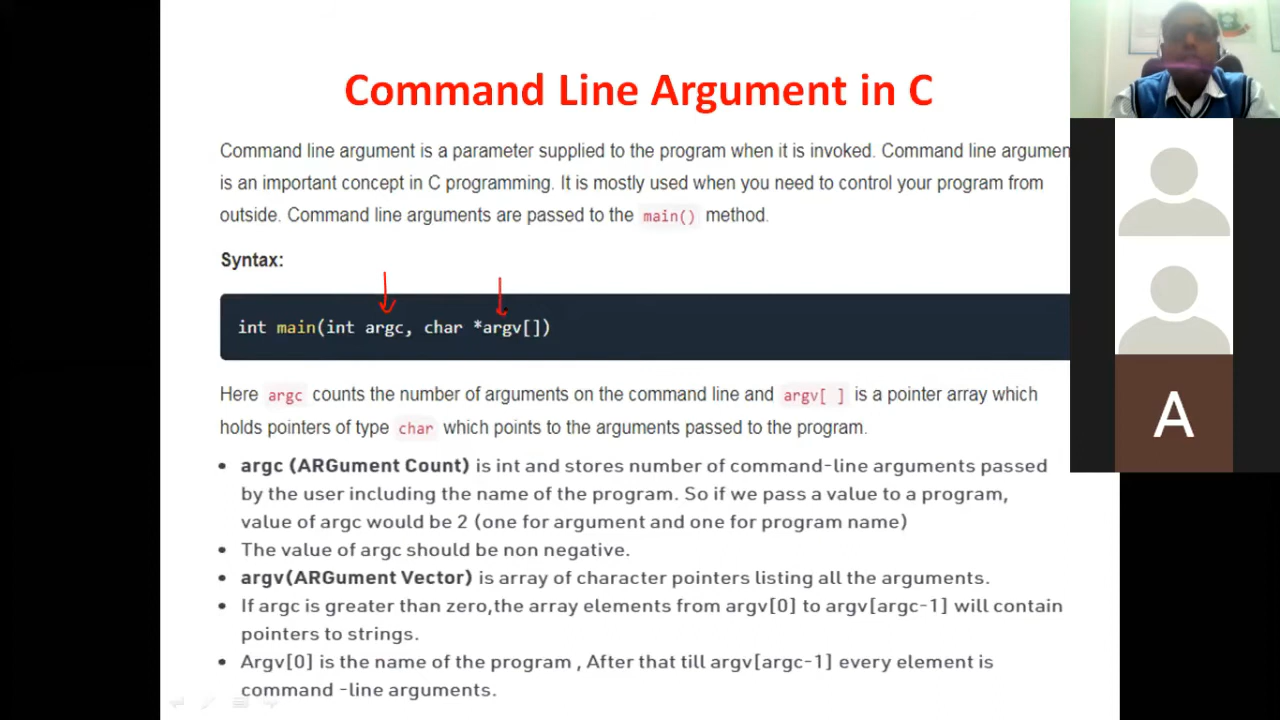 Command Line Argument in C
Command line argument is a parameter supplied to the program when it is invoked. Command line argumen
is an important concept in C programming. It is mostly used when you need to control your program from
outside. Command line arguments are passed to the main() method.
Syntax:
int main(int argc, char *argv[])
Here argc counts the number of arguments on the command line and argv[ ] is a pointer array which
holds pointers of type char which points to the arguments passed to the program.
• argc (ARGument Count) is int and stores number of command-line arguments passed
by the user including the name of the program. So if we pass a value to a program,
value of argc would be 2 (one for argument and one for program name)
• The value of argc should be non negative.
• argv(ARGument Vector) is array of character pointers listing all the arguments.
• If argc is greater than zero,the array elements from argv[0] to argv[argc-1] will contain
pointers to strings.
• Argv[0] is the name of the program , After that till argv[argc-1] every element is
command -line arguments.
A